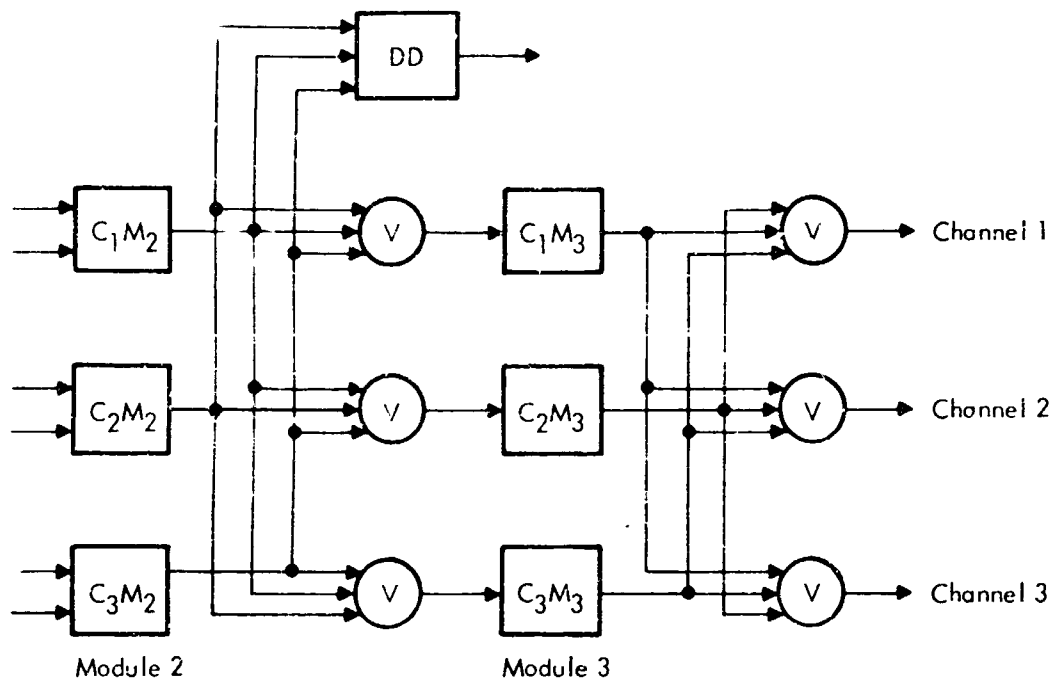 DD
C₁M₂ V C₁M₃ V Channel 1
C₂M₂ V C₂M₃ V Channel 2
C₃M₂ V C₃M₃ V Channel 3
Module 2 Module 3